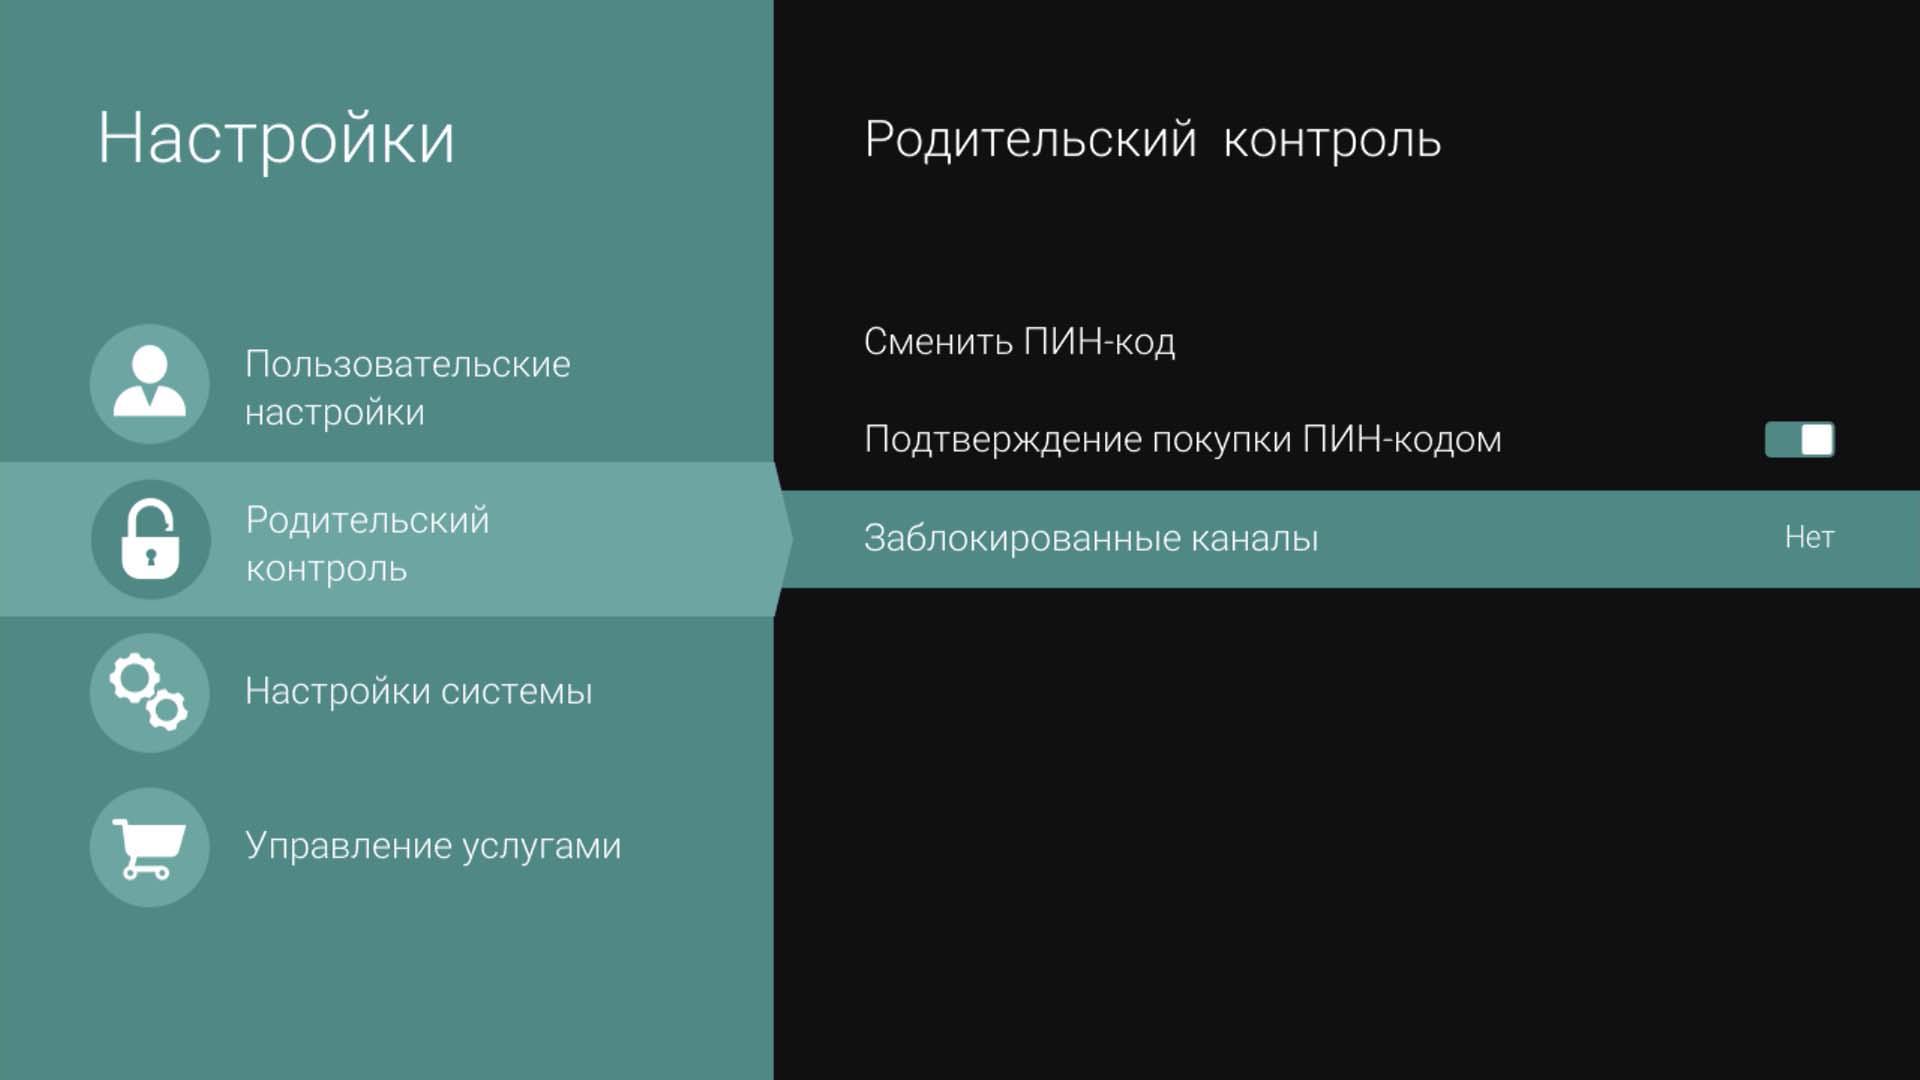 Настройки
Пользовательские
настройки
Родительский
контроль
Настройки системы
Управление услугами
Родительский контроль
Сменить ПИН-код
Подтверждение покупки ПИН-кодом
Заблокированные каналы Нет